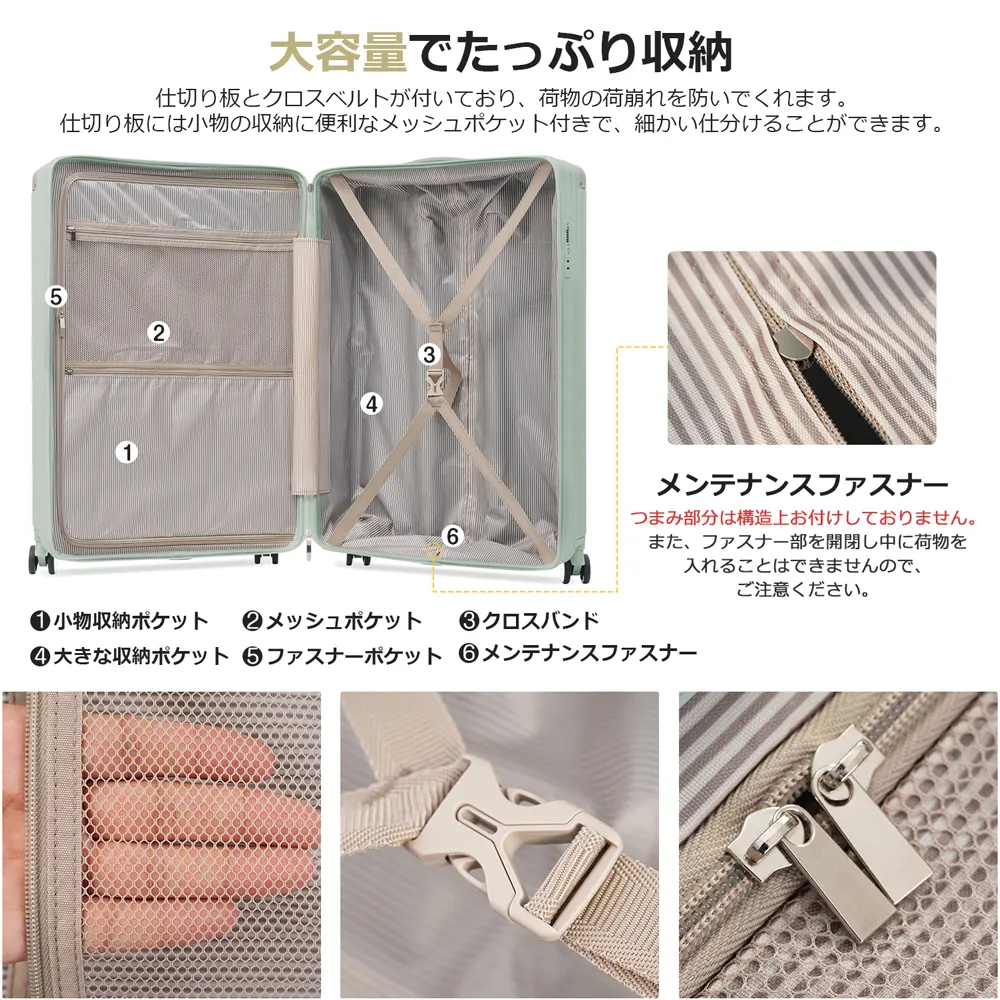 大容量でたっぷり収納
仕切り板とクロスベルトが付いており、荷物の荷崩れを防いでくれます。
仕切り板には小物の収納に便利なメッシュポケット付きで、細かい仕分けることができます。
⑤
②
③
④
①
⑥
メンテナンスファスナー
つまみ部分は構造上お付けしておりません。
また、ファスナー部を開閉し中に荷物を
入れることはできませんので、
ご注意ください。
❶小物収納ポケット ❷メッシュポケット ❸クロスバンド
❹大きな収納ポケット ❺ファスナーポケット ❻メンテナンスファスナー